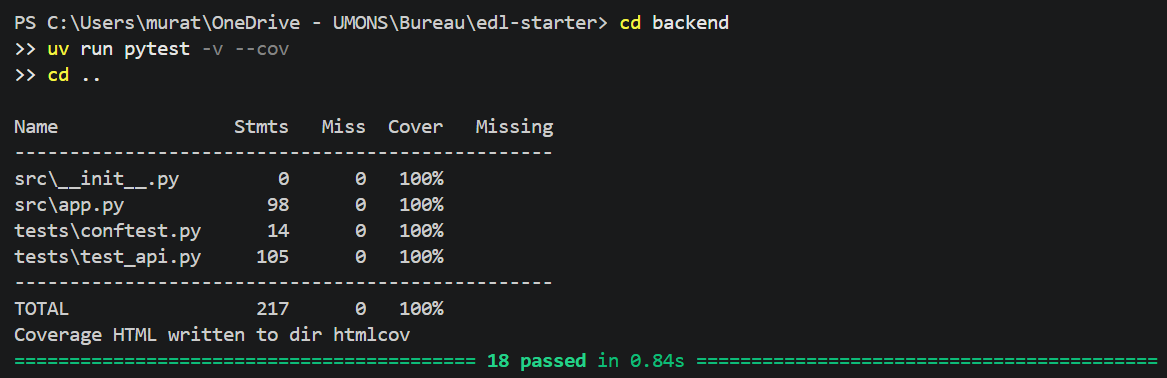 PS C:\Users\murat\OneDrive - UMONS\Bureau\edl-starter> cd backend
>> uv run pytest -v --cov
>> cd ..
Name                Stmts   Miss  Cover   Missing
-------------------------------------------------
src\__init__.py         0      0   100%
src\app.py             98      0   100%
tests\conftest.py      14      0   100%
tests\test_api.py     105      0   100%
-------------------------------------------------
TOTAL                 217      0   100%
Coverage HTML written to dir htmlcov
========================================== 18 passed in 0.84s ==========================================